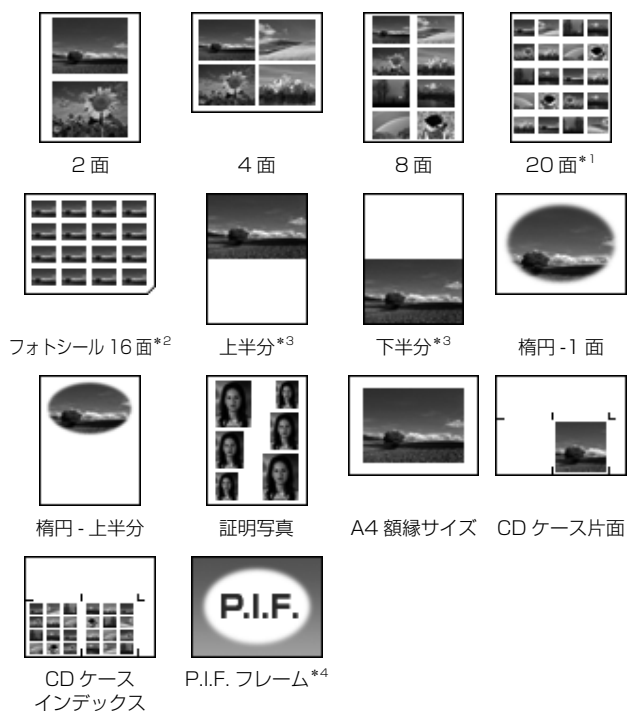 2 面
4 面
8 面
20 面*1
フォトシール 16 面*2
上半分*3
下半分*3
楕円 -1 面
楕円 - 上半分
証明写真
A4 額縁サイズ
CD ケース片面
P.I.F.
CD ケース
インデックス
P.I.F. フレーム*4